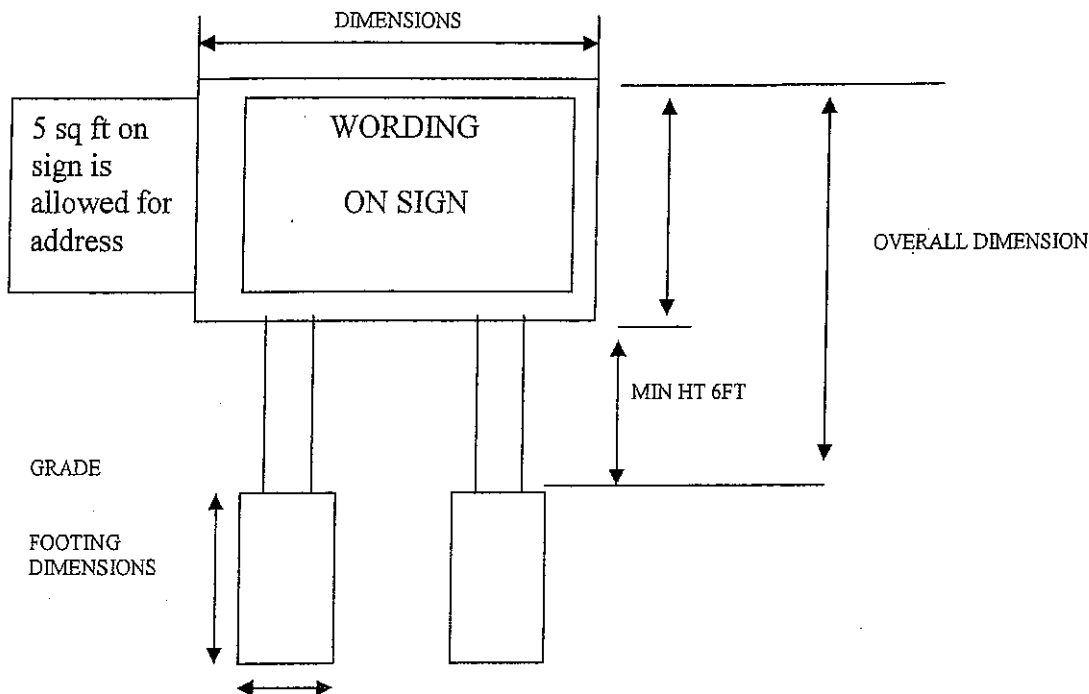 DIMENSIONS
5 sq ft on
sign is
allowed for
address
WORDING
ON SIGN
OVERALL DIMENSION
MIN HT 6FT
GRADE
FOOTING
DIMENSIONS